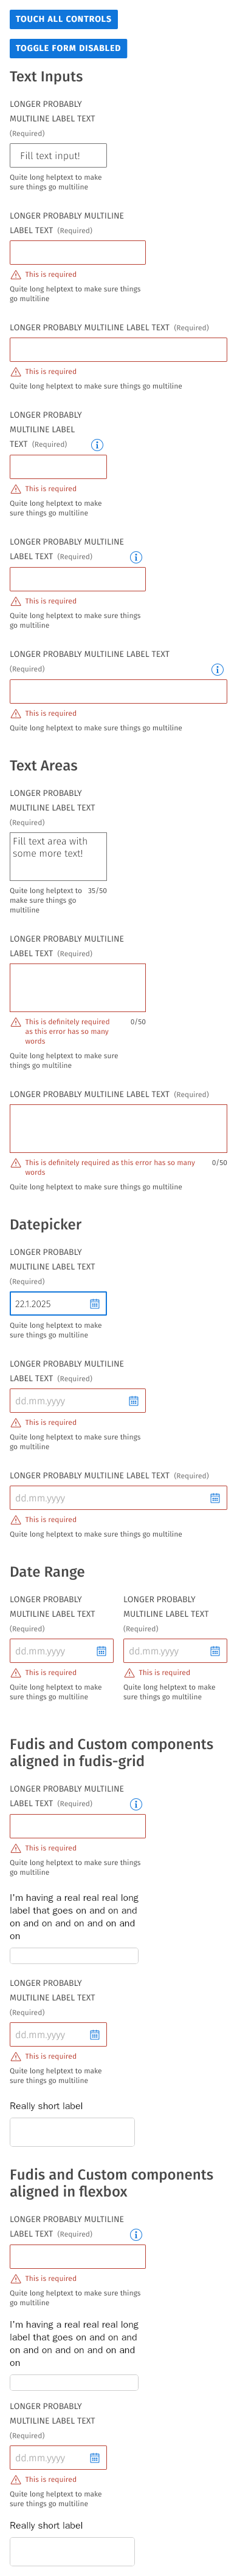 TOUCH ALL CONTROLS
TOGGLE FORM DISABLED
Text Inputs
LONGER PROBABLY
MULTILINE LABEL TEXT
(Required)
Fill text input!
Quite long helptext to make
sure things go multiline
LONGER PROBABLY MULTILINE
LABEL TEXT (Required)
This is required
Quite long helptext to make sure things
go multiline
LONGER PROBABLY MULTILINE LABEL TEXT (Required)
This is required
Quite long helptext to make sure things go multiline
LONGER PROBABLY
MULTILINE LABEL
TEXT (Required)
This is required
Quite long helptext to make
sure things go multiline
LONGER PROBABLY MULTILINE
LABEL TEXT (Required)
This is required
Quite long helptext to make sure things
go multiline
LONGER PROBABLY MULTILINE LABEL TEXT
(Required)
This is required
Quite long helptext to make sure things go multiline
Text Areas
LONGER PROBABLY
MULTILINE LABEL TEXT
(Required)
Fill text area with
some more text!
Quite long helptext to 35/50
make sure things go
multiline
LONGER PROBABLY MULTILINE
LABEL TEXT (Required)
This is definitely required 0/50
as this error has so many
words
Quite long helptext to make sure
things go multiline
LONGER PROBABLY MULTILINE LABEL TEXT (Required)
This is definitely required as this error has so many 0/50
words
Quite long helptext to make sure things go multiline
Datepicker
LONGER PROBABLY
MULTILINE LABEL TEXT
(Required)
22.1.2025
Quite long helptext to make
sure things go multiline
LONGER PROBABLY MULTILINE
LABEL TEXT (Required)
dd.mm.yyyy
This is required
Quite long helptext to make sure things
go multiline
LONGER PROBABLY MULTILINE LABEL TEXT (Required)
dd.mm.yyyy
This is required
Quite long helptext to make sure things go multiline
Date Range
LONGER PROBABLY
MULTILINE LABEL TEXT
(Required)
dd.mm.yyyy
This is required
Quite long helptext to make
sure things go multiline
LONGER PROBABLY
MULTILINE LABEL TEXT
(Required)
dd.mm.yyyy
This is required
Quite long helptext to make
sure things go multiline
Fudis and Custom components
aligned in fudis-grid
LONGER PROBABLY MULTILINE
LABEL TEXT (Required)
This is required
Quite long helptext to make sure things
go multiline
I'm having a real real real long
label that goes on and on and
on and on and on and on and
on
LONGER PROBABLY
MULTILINE LABEL TEXT
(Required)
dd.mm.yyyy
This is required
Quite long helptext to make
sure things go multiline
Really short label
Fudis and Custom components
aligned in flexbox
LONGER PROBABLY MULTILINE
LABEL TEXT (Required)
This is required
Quite long helptext to make sure things
go multiline
I'm having a real real real long
label that goes on and on and
on and on and on and on and
on
LONGER PROBABLY
MULTILINE LABEL TEXT
(Required)
dd.mm.yyyy
This is required
Quite long helptext to make
sure things go multiline
Really short label